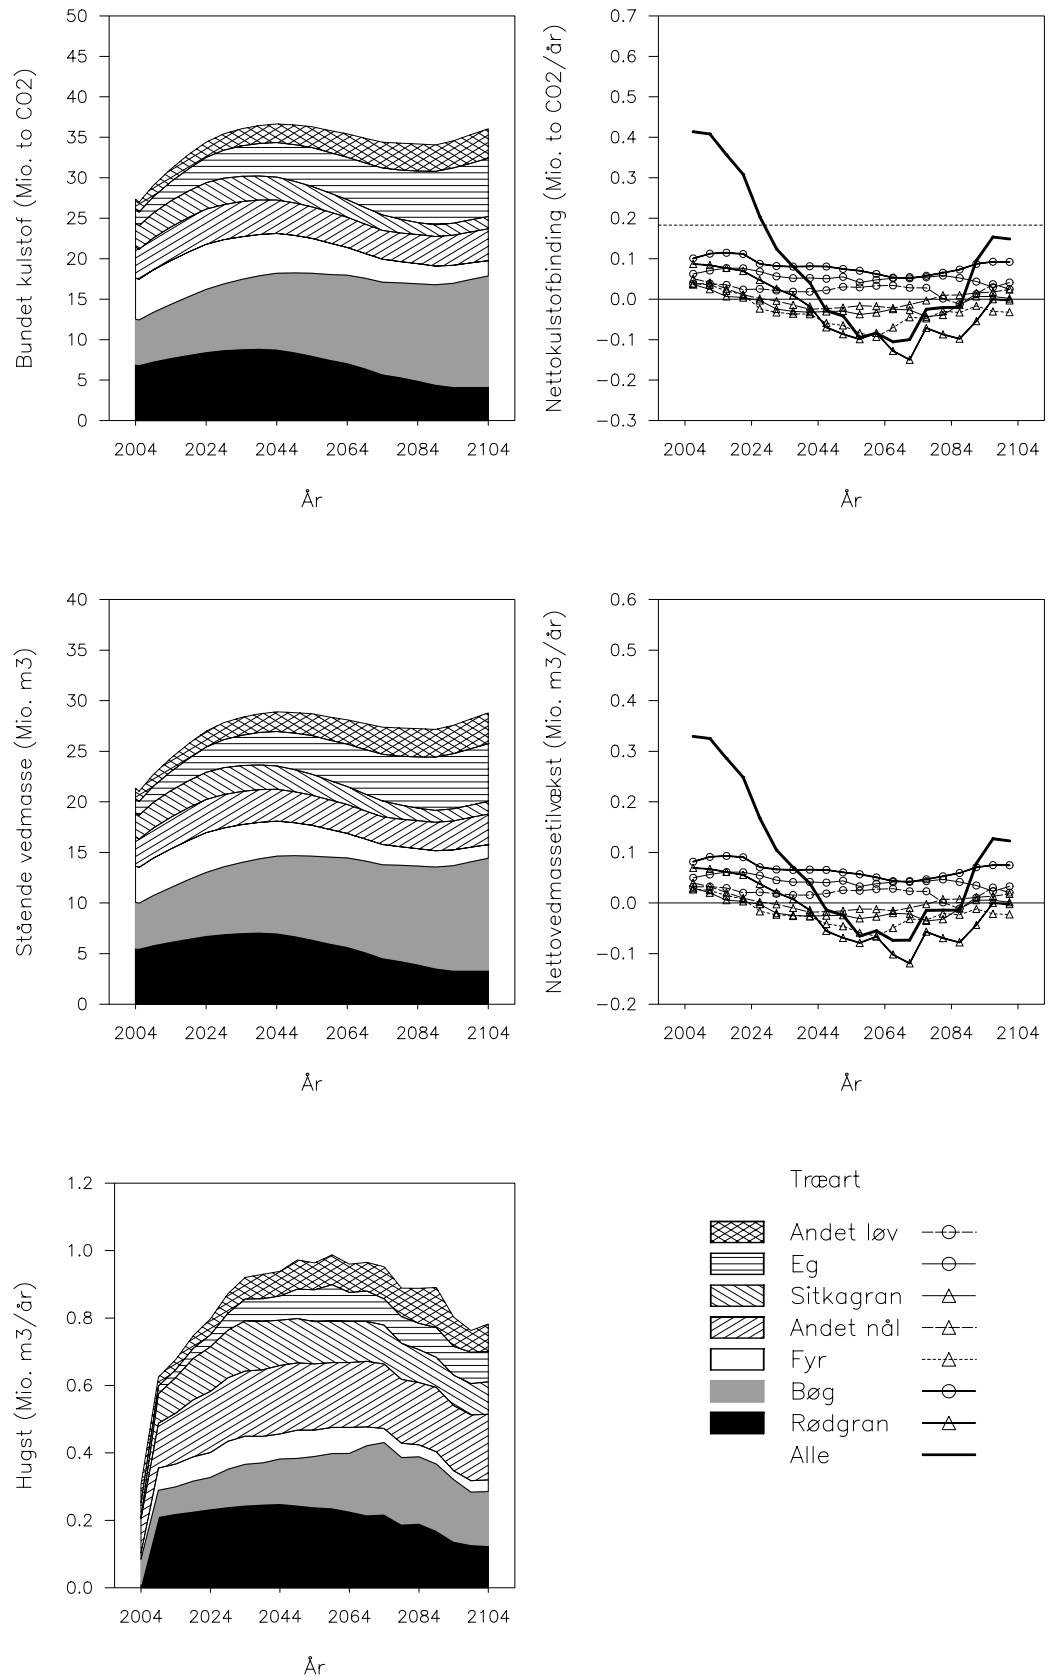 Bundet kulstof (Mio. to CO2)
50
45
40
35
30
25
20
15
10
5
0
2004 2024 2044 2064 2084 2104
År
Nettokulstofbinding (Mio. to CO2/år)
0.7
0.6
0.5
0.4
0.3
0.2
0.1
0.0
−0.1
−0.2
−0.3
2004 2024 2044 2064 2084 2104
År
Stående vedmasse (Mio. m3)
40
35
30
25
20
15
10
5
0
2004 2024 2044 2064 2084 2104
År
Nettovedmassetilvækst (Mio. m3/år)
0.6
0.5
0.4
0.3
0.2
0.1
0.0
−0.1
−0.2
2004 2024 2044 2064 2084 2104
År
Hugst (Mio. m3/år)
1.2
1.0
0.8
0.6
0.4
0.2
0.0
2004 2024 2044 2064 2084 2104
År
Træart
Andet løv
Eg
Sitkagran
Andet nål
Fyr
Bøg
Rødgran
Alle